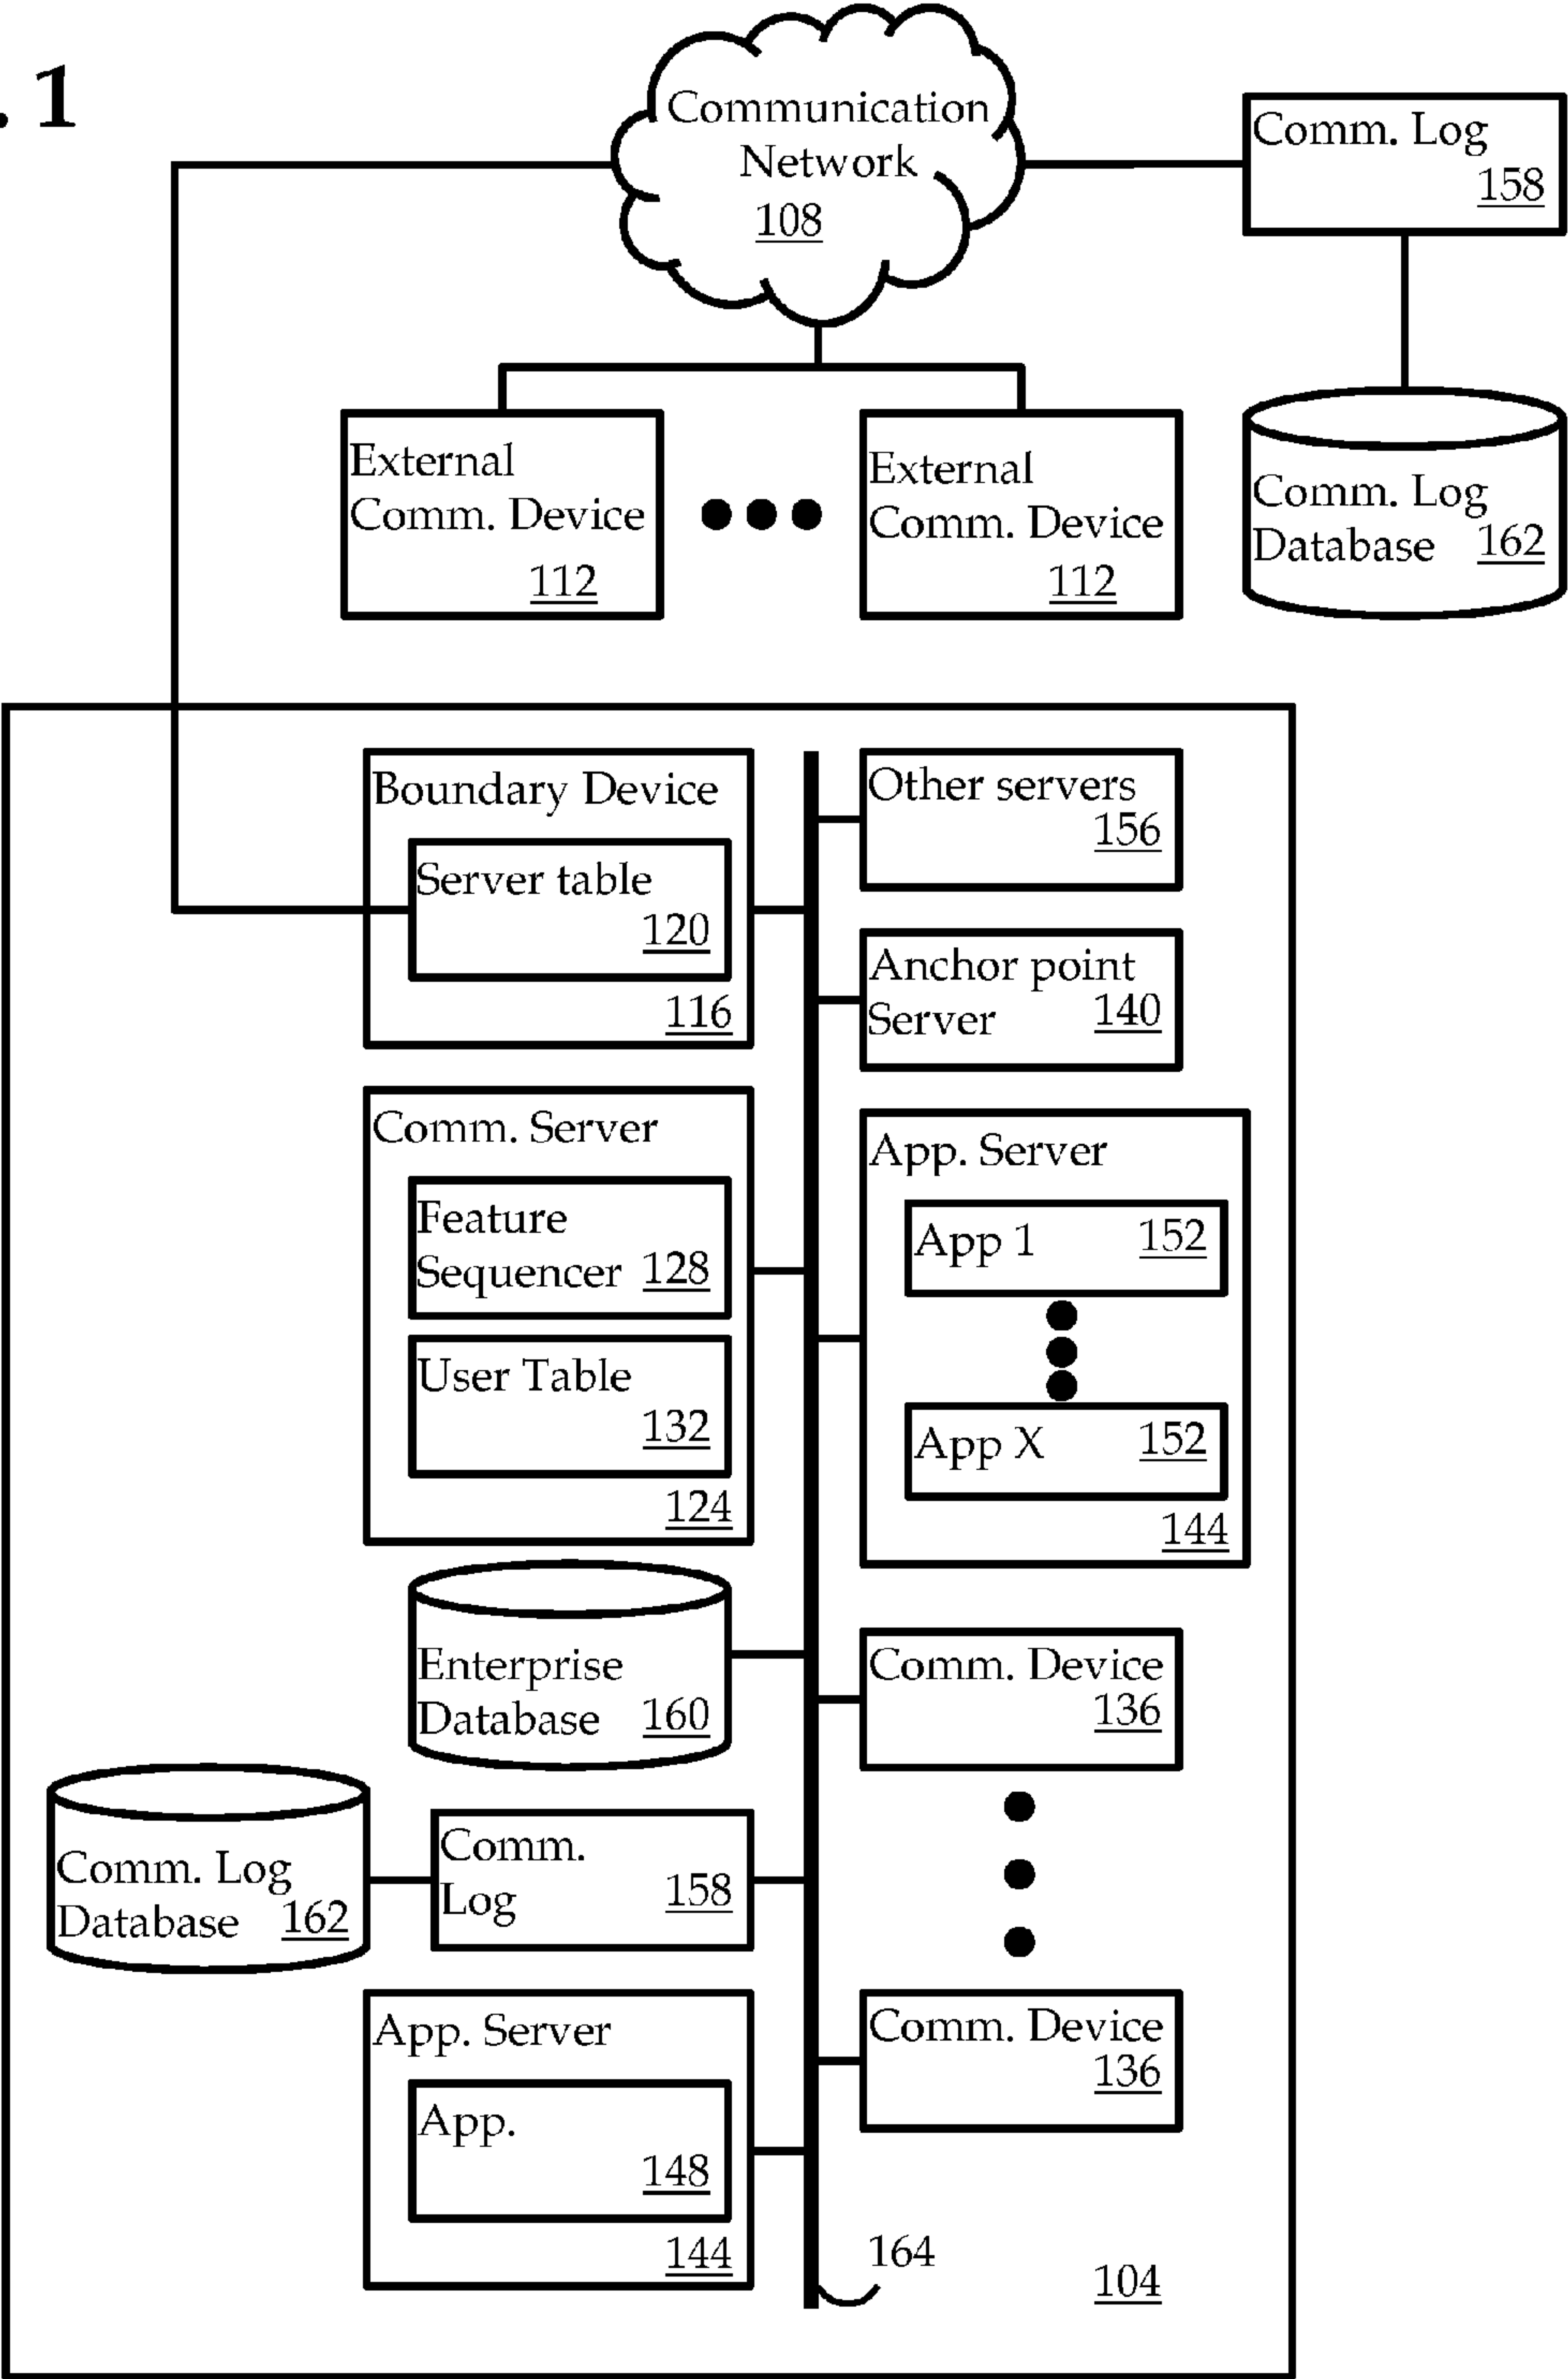 . 1
Communication
Network
108
Comm. Log
158
External
Comm. Device
112
External
Comm. Device
112
Comm. Log
Database 162
Boundary Device
Server table
120
116
Other servers
156
Anchor point
Server 140
Comm. Server
Feature
Sequencer 128
User Table
132
124
App. Server
App 1 152
App X 152
144
Enterprise
Database 160
Comm. Device
136
Comm. Log
Database 162
Comm.
Log 158
App. Server
App.
148
144
Comm. Device
136
164
104